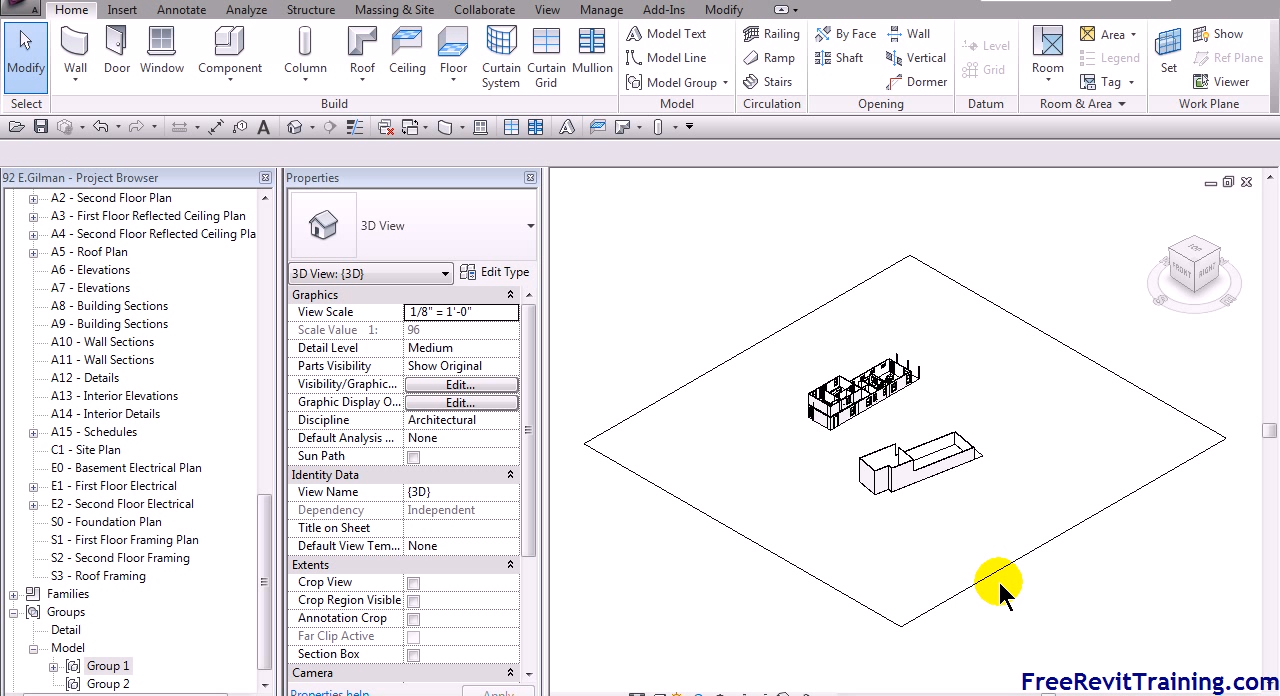 Home Insert Annotate Analyze Structure Massing & Site Collaborate View Manage Add-Ins Modify
Modify
Wall
Door
Window
Component
Column
Roof
Ceiling
Floor
Curtain System
Curtain Grid
Mullion
Model Text
Model Line
Model Group
Railing
Ramp
Stairs
By Face
Shaft
Wall
Vertical
Dormer
Level
Grid
Room
Area
Legend
Tag
Set
Show
Ref Plane
Viewer
Select Build Model Circulation Opening Datum Room & Area Work Plane
92 E.Gilman - Project Browser
A2 - Second Floor Plan
A3 - First Floor Reflected Ceiling Plan
A4 - Second Floor Reflected Ceiling Pla
A5 - Roof Plan
A6 - Elevations
A7 - Elevations
A8 - Building Sections
A9 - Building Sections
A10 - Wall Sections
A11 - Wall Sections
A12 - Details
A13 - Interior Elevations
A14 - Interior Details
A15 - Schedules
C1 - Site Plan
E0 - Basement Electrical Plan
E1 - First Floor Electrical
E2 - Second Floor Electrical
S0 - Foundation Plan
S1 - First Floor Framing Plan
S2 - Second Floor Framing
S3 - Roof Framing
Families
Groups
Detail
Model
Group 1
Group 2
Properties
3D View
3D View: {3D} Edit Type
Graphics
View Scale 1/8" = 1'-0"
Scale Value 1: 96
Detail Level Medium
Parts Visibility Show Original
Visibility/Graphic... Edit...
Graphic Display O... Edit...
Discipline Architectural
Default Analysis ... None
Sun Path
Identity Data
View Name {3D}
Dependency Independent
Title on Sheet
Default View Tem... None
Extents
Crop View
Crop Region Visible
Annotation Crop
Far Clip Active
Section Box
Camera
Properties help Apply
TOP
FRONT RIGHT
FreeRevitTraining.com